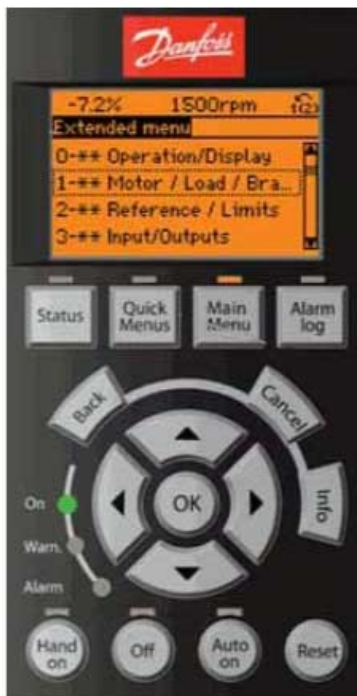 Danfoss
-7.2% 1500rpm 1(2)
Extended menu
0-** Operation/Display
1-** Motor / Load / Bra...
2-** Reference / Limits
3-** Input/Outputs
Status
Quick
Menus
Main
Menu
Alarm
log
Back
Cancel
Info
OK
On
Warn.
Alarm
Hand
on
Off
Auto
on
Reset